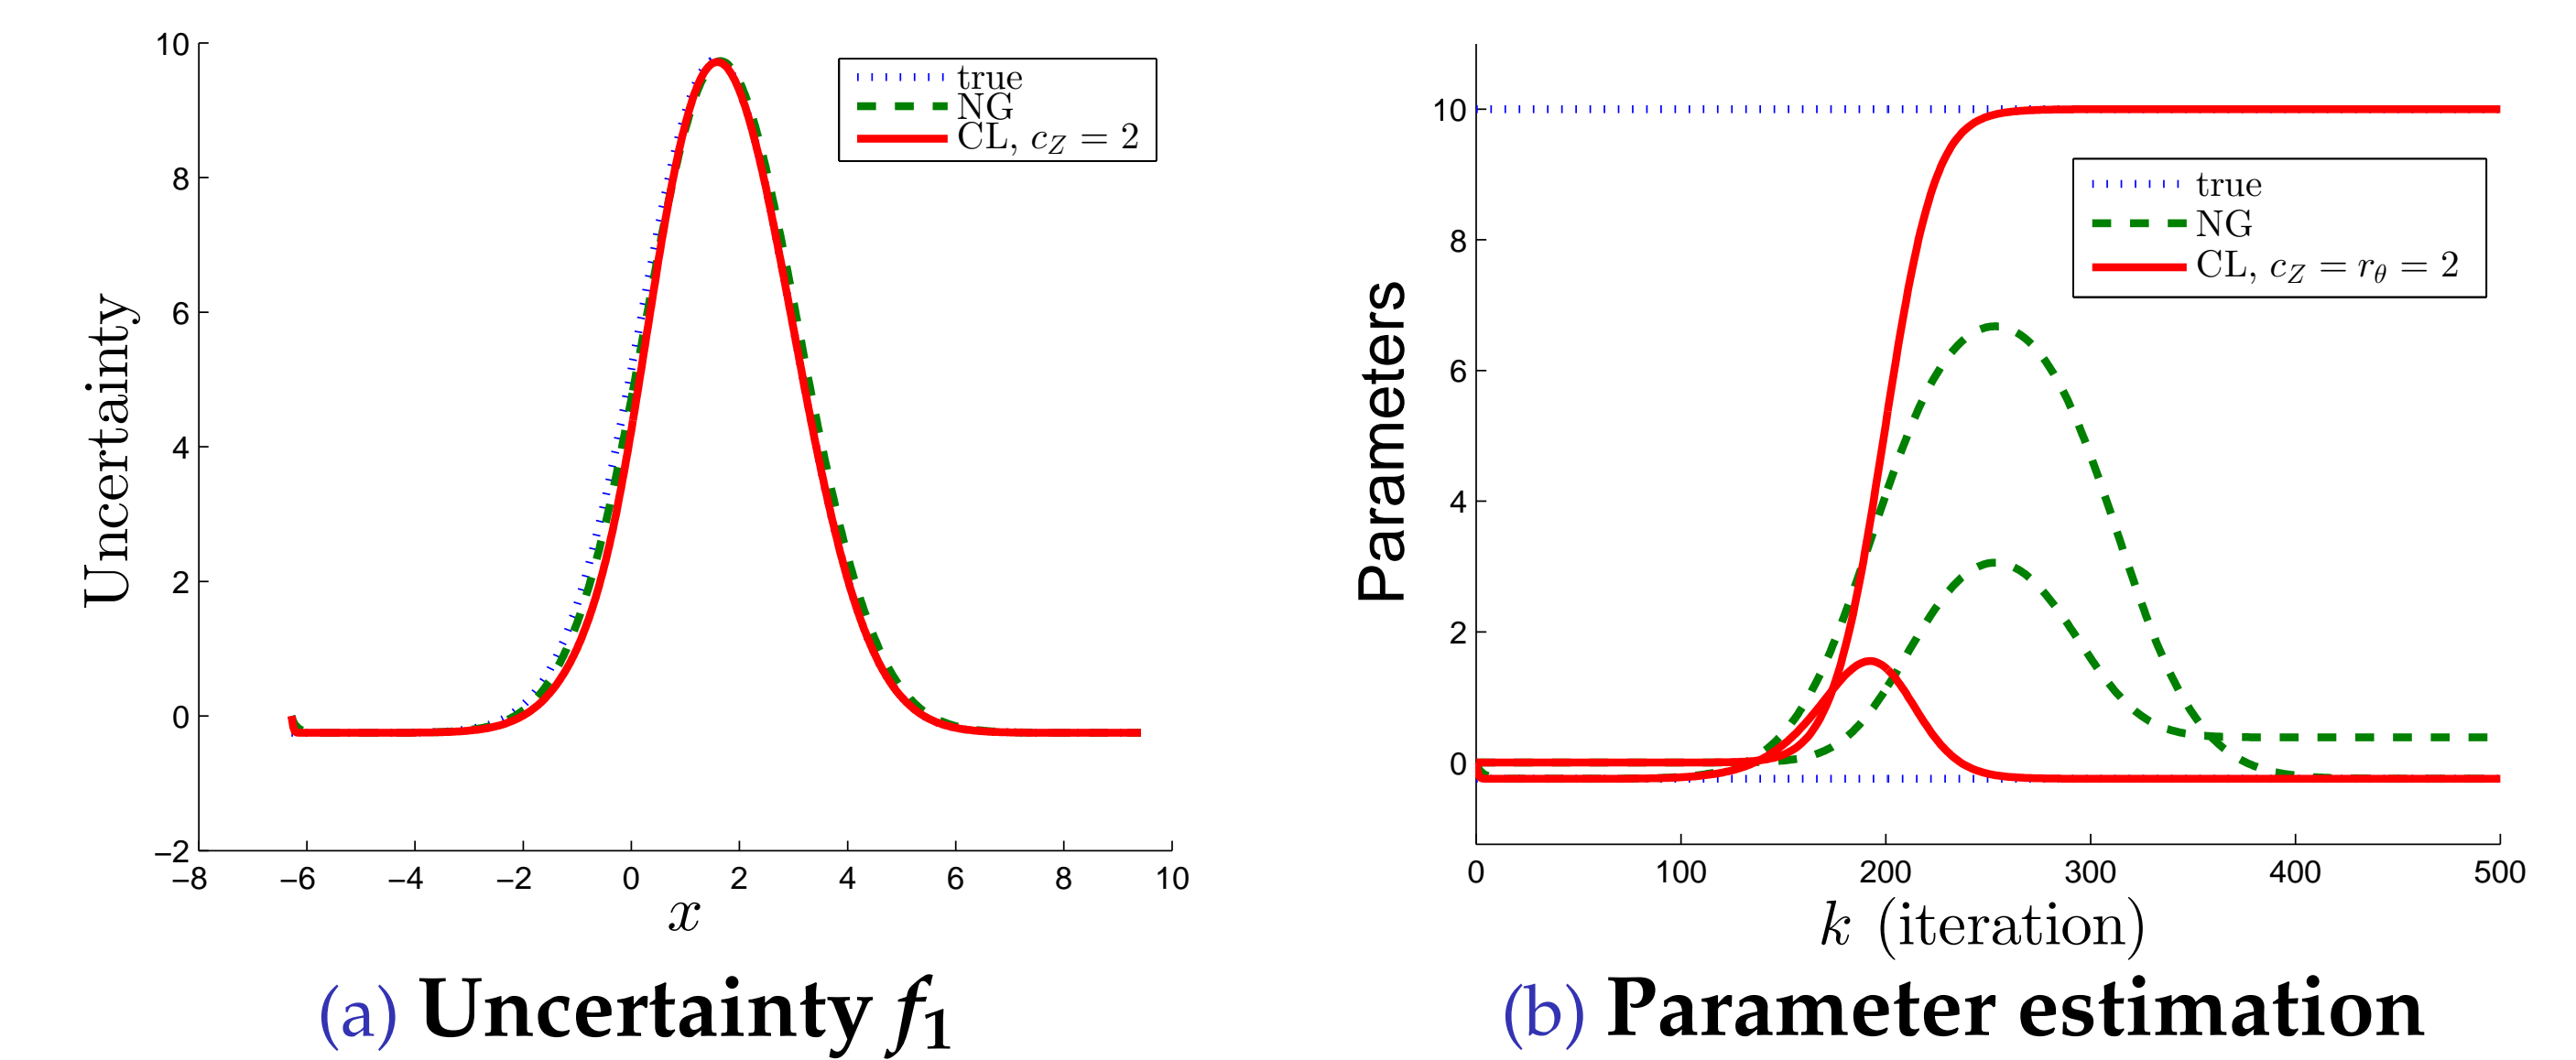 10
8
6
4
2
0
−2
−8
−6
−4
−2
0
2
4
6
8
10
Uncertainty
x
true
NG
CL, c_Z = 2
(a) Uncertainty f_1
10
8
6
4
2
0
0
100
200
300
400
500
Parameters
k (iteration)
true
NG
CL, c_Z = r_θ = 2
(b) Parameter estimation